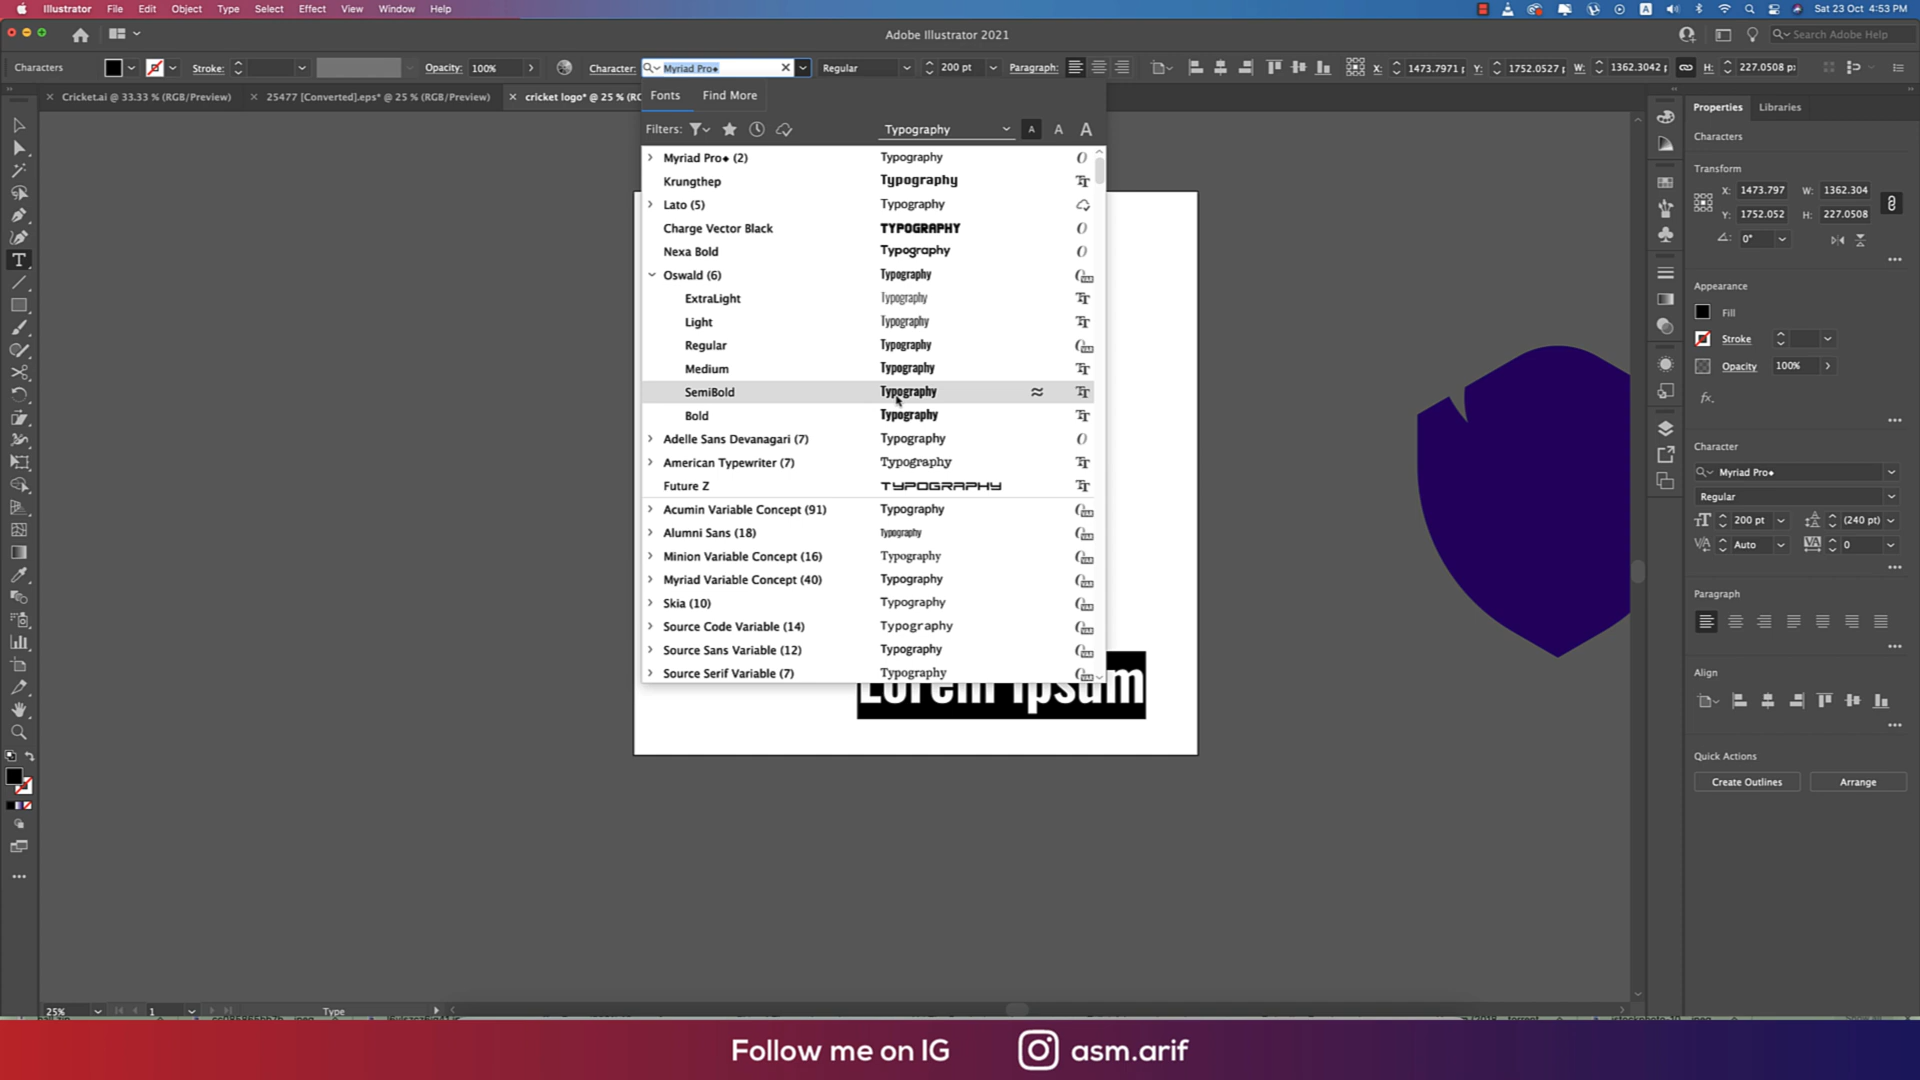 Illustrator File Edit Object Type Select Effect View Window Help
A Sat 23 Oct 4:53 PM
Adobe Illustrator 2021
Search Adobe Help
Characters Stroke: Opacity: 100% Character: Myriad Pro Regular 200 pt Paragraph: X: 1473.7971 Y: 1752.0527 W: 1362.3042 H: 227.0508
Cricket.ai @ 33.33 % (RGB/Preview) 25477 [Converted].eps* @ 25 % (RGB/Preview) cricket logo* @ 25 %
Fonts Find More
Filters: Typography A A A
Myriad Pro (2) Typography
Krungthep Typography
Lato (5) Typography
Charge Vector Black TYPOGRAPHY
Nexa Bold Typography
Oswald (6) Typography
ExtraLight Typography
Light Typography
Regular Typography
Medium Typography
SemiBold Typography
Bold Typography
Adelle Sans Devanagari (7) Typography
American Typewriter (7) Typography
Future Z TYPOGRAPHY
Acumin Variable Concept (91) Typography
Alumni Sans (18) Typography
Minion Variable Concept (16) Typography
Myriad Variable Concept (40) Typography
Skia (10) Typography
Source Code Variable (14) Typography
Source Sans Variable (12) Typography
Source Serif Variable (7) Typography
Lorem ipsum
Properties Libraries
Characters
Transform
X: 1473.797 W: 1362.304
Y: 1752.052 H: 227.0508
0°
Appearance
Fill
Stroke
Opacity 100%
fx.
Character
Myriad Pro
Regular
200 pt (240 pt)
Auto 0
Paragraph
Align
Quick Actions
Create Outlines Arrange
25% 1 Type
Follow me on IG asm.arif